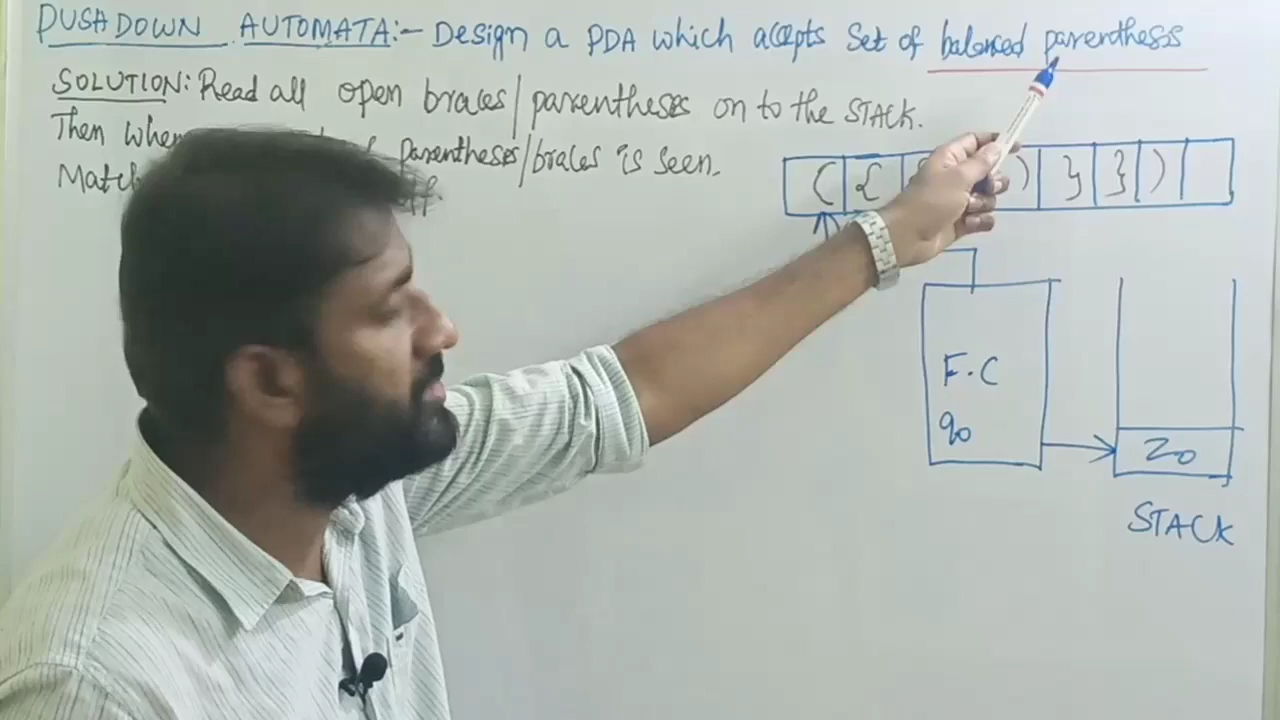 PUSHDOWN AUTOMATA:- Design a PDA which accepts set of balanced parenthesis
SOLUTION: Read all open braces/parentheses on to the STACK.
Then when parentheses/braces is seen.
Match
( { ) } } )
F.C
q0
Z0
STACK